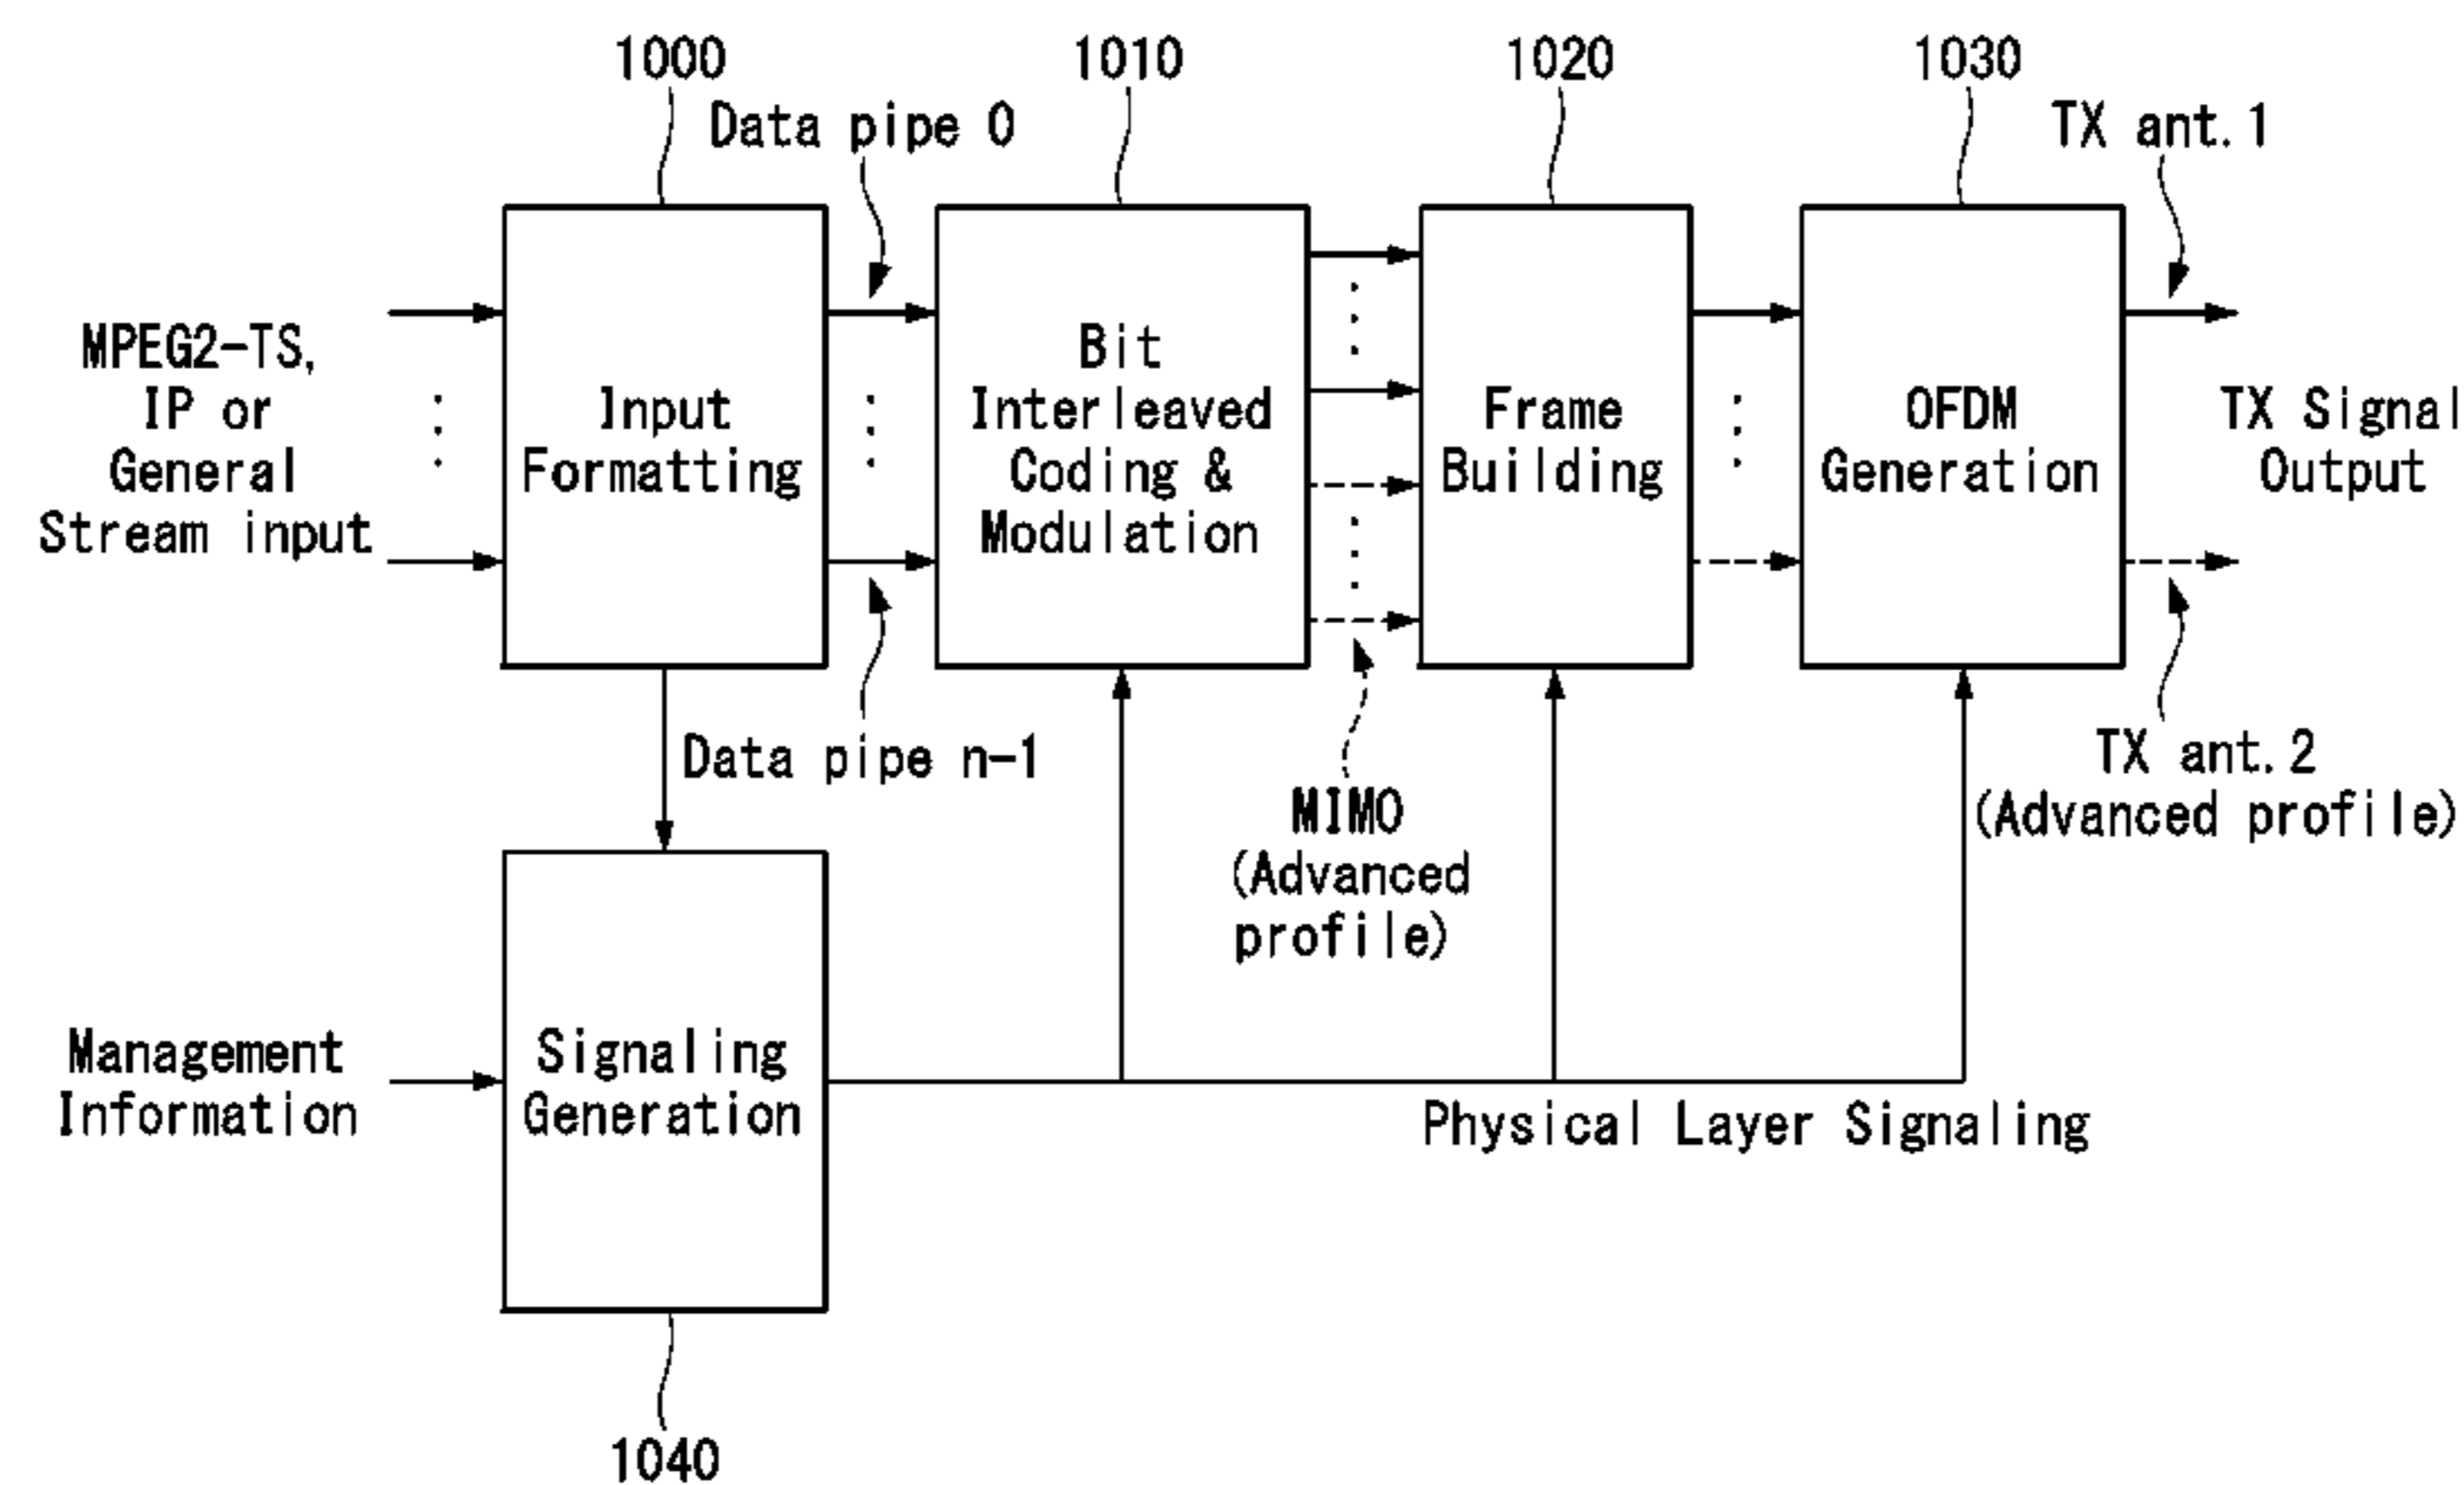 1000
1010
1020
1030
Data pipe 0
TX ant.1
MPEG2-TS,
IP or
General
Stream input
Input
Formatting
Bit
Interleaved
Coding &
Modulation
Frame
Building
OFDM
Generation
TX Signal
Output
Data pipe n-1
MIMO
(Advanced
profile)
TX ant.2
(Advanced profile)
Management
Information
Signaling
Generation
Physical Layer Signaling
1040